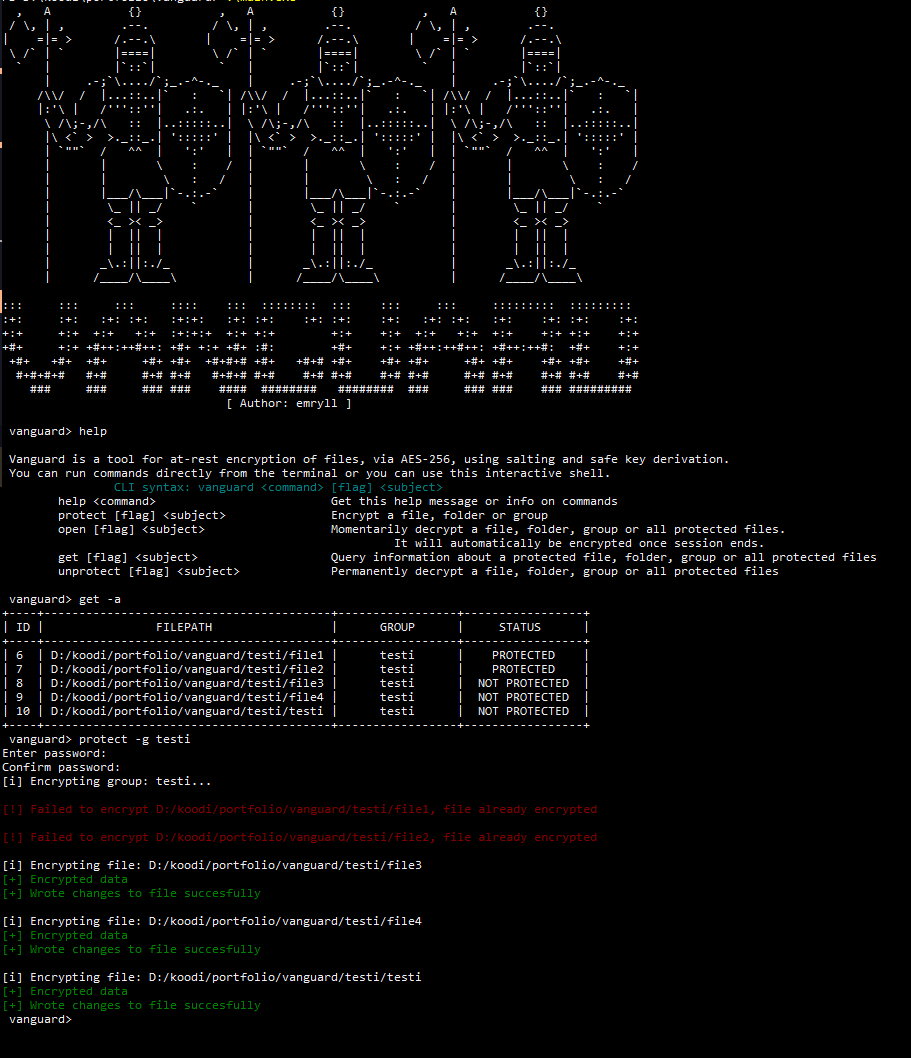 [ Author: emryll ]
vanguard> help
Vanguard is a tool for at-rest encryption of files, via AES-256, using salting and safe key derivation.
You can run commands directly from the terminal or you can use this interactive shell.
CLI syntax: vanguard <command> [flag] <subject>
help <command> Get this help message or info on commands
protect [flag] <subject> Encrypt a file, folder or group
open [flag] <subject> Momentarily decrypt a file, folder, group or all protected files.
It will automatically be encrypted once session ends.
get [flag] <subject> Query information about a protected file, folder, group or all protected files
unprotect [flag] <subject> Permanently decrypt a file, folder, group or all protected files
vanguard> get -a
| ID | FILEPATH | GROUP | STATUS |
| 6 | D:/koodi/portfolio/vanguard/testi/file1 | testi | PROTECTED |
| 7 | D:/koodi/portfolio/vanguard/testi/file2 | testi | PROTECTED |
| 8 | D:/koodi/portfolio/vanguard/testi/file3 | testi | NOT PROTECTED |
| 9 | D:/koodi/portfolio/vanguard/testi/file4 | testi | NOT PROTECTED |
| 10 | D:/koodi/portfolio/vanguard/testi/testi | testi | NOT PROTECTED |
vanguard> protect -g testi
Enter password:
Confirm password:
[i] Encrypting group: testi...
[!] Failed to encrypt D:/koodi/portfolio/vanguard/testi/file1, file already encrypted
[!] Failed to encrypt D:/koodi/portfolio/vanguard/testi/file2, file already encrypted
[i] Encrypting file: D:/koodi/portfolio/vanguard/testi/file3
[+] Encrypted data
[+] Wrote changes to file succesfully
[i] Encrypting file: D:/koodi/portfolio/vanguard/testi/file4
[+] Encrypted data
[+] Wrote changes to file succesfully
[i] Encrypting file: D:/koodi/portfolio/vanguard/testi/testi
[+] Encrypted data
[+] Wrote changes to file succesfully
vanguard>